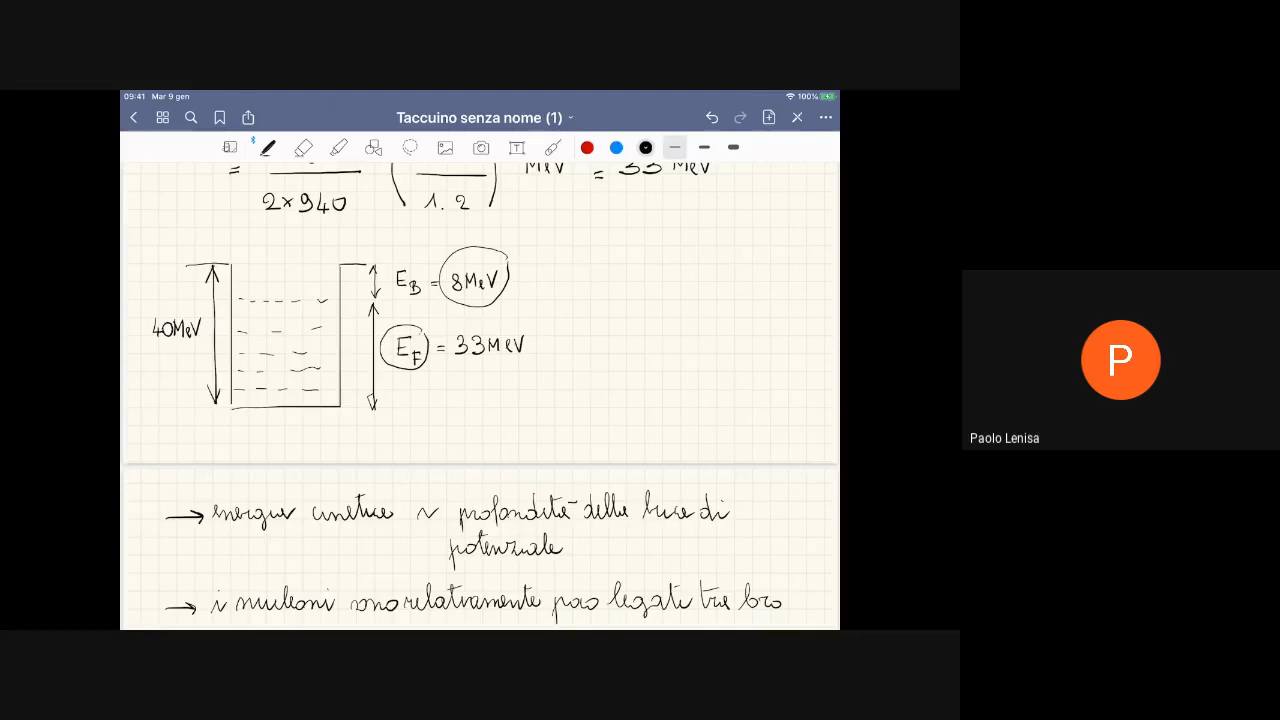 09:41 Mar 9 gen 100%
Taccuino senza nome (1)
= 2×940 ( 1.2 ) MeV = 33 MeV
E_B = 8MeV
40MeV
E_F = 33MeV
→ energia cinetica ~ profondità della buca di
potenziale
→ i nucleoni sono relativamente poco legati tra loro
P
Paolo Lenisa